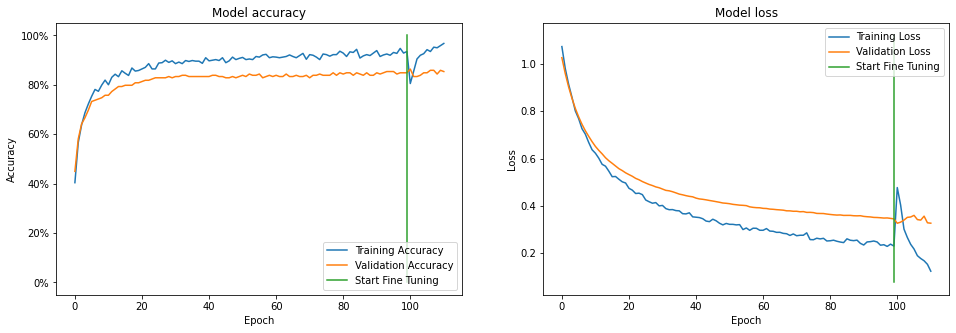 Model accuracy
100%
80%
60%
40%
20%
0%
Accuracy
0
20
40
60
80
100
Epoch
Training Accuracy
Validation Accuracy
Start Fine Tuning
Model loss
1.0
0.8
0.6
0.4
0.2
Loss
0
20
40
60
80
100
Epoch
Training Loss
Validation Loss
Start Fine Tuning